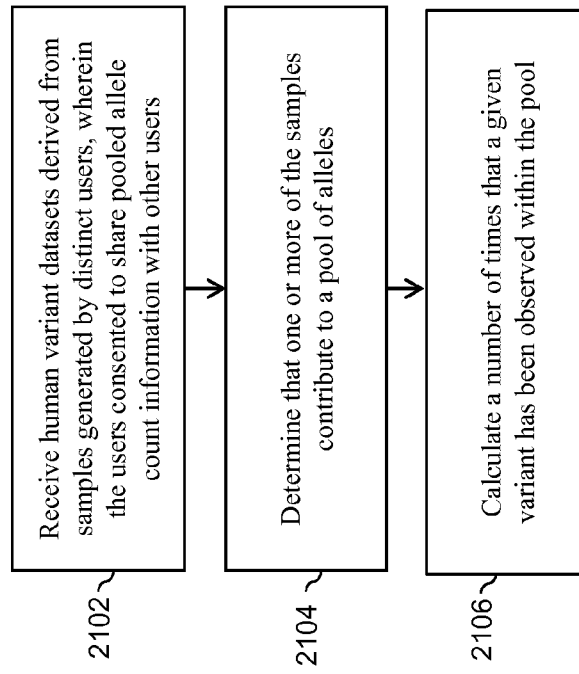 2102
Receive human variant datasets derived from
samples generated by distinct users, wherein
the users consented to share pooled allele
count information with other users
2104
Determine that one or more of the samples
contribute to a pool of alleles
2106
Calculate a number of times that a given
variant has been observed within the pool